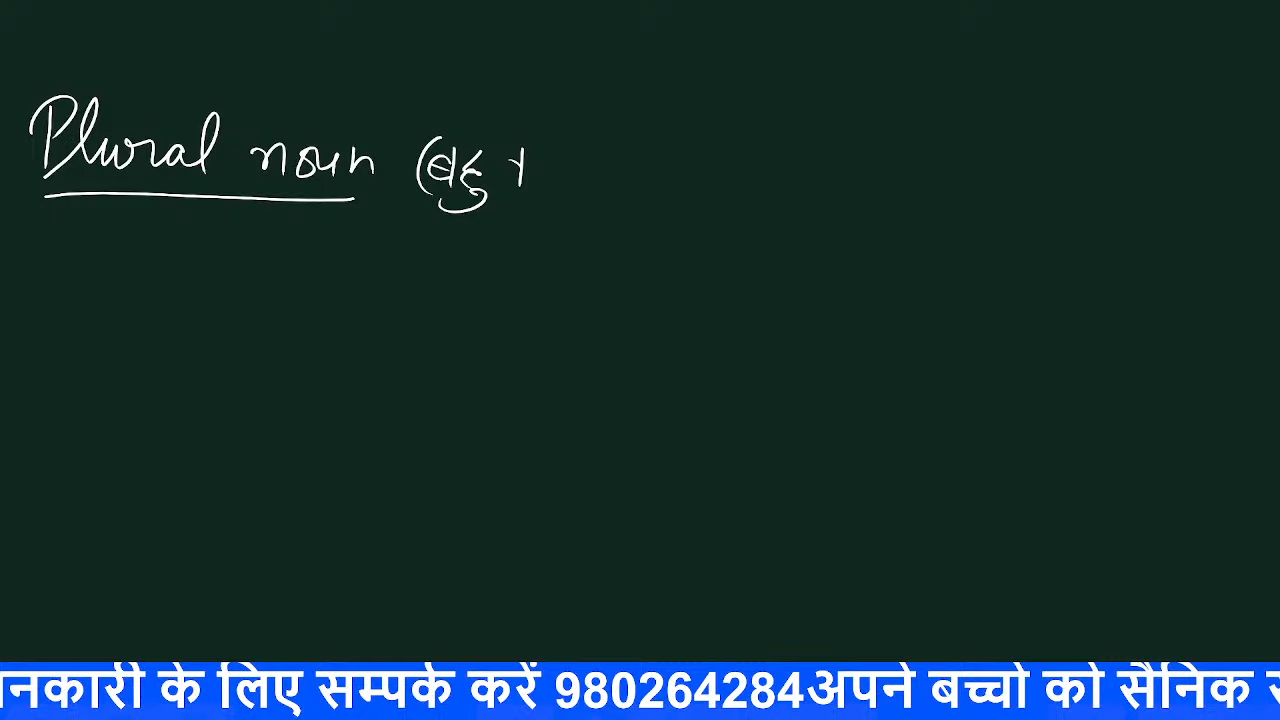 Plural noun (बहु
नकारी के लिए सम्पर्क करें 980264284अपने बच्चो को सैनिक